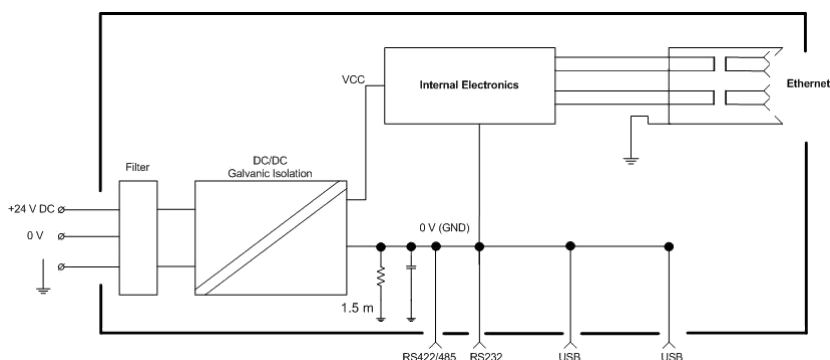 VCC
Internal Electronics
Ethernet
Filter
DC/DC
Galvanic Isolation
+24 V DC
0 V
0 V (GND)
1.5 m
RS422/485
RS232
USB
USB